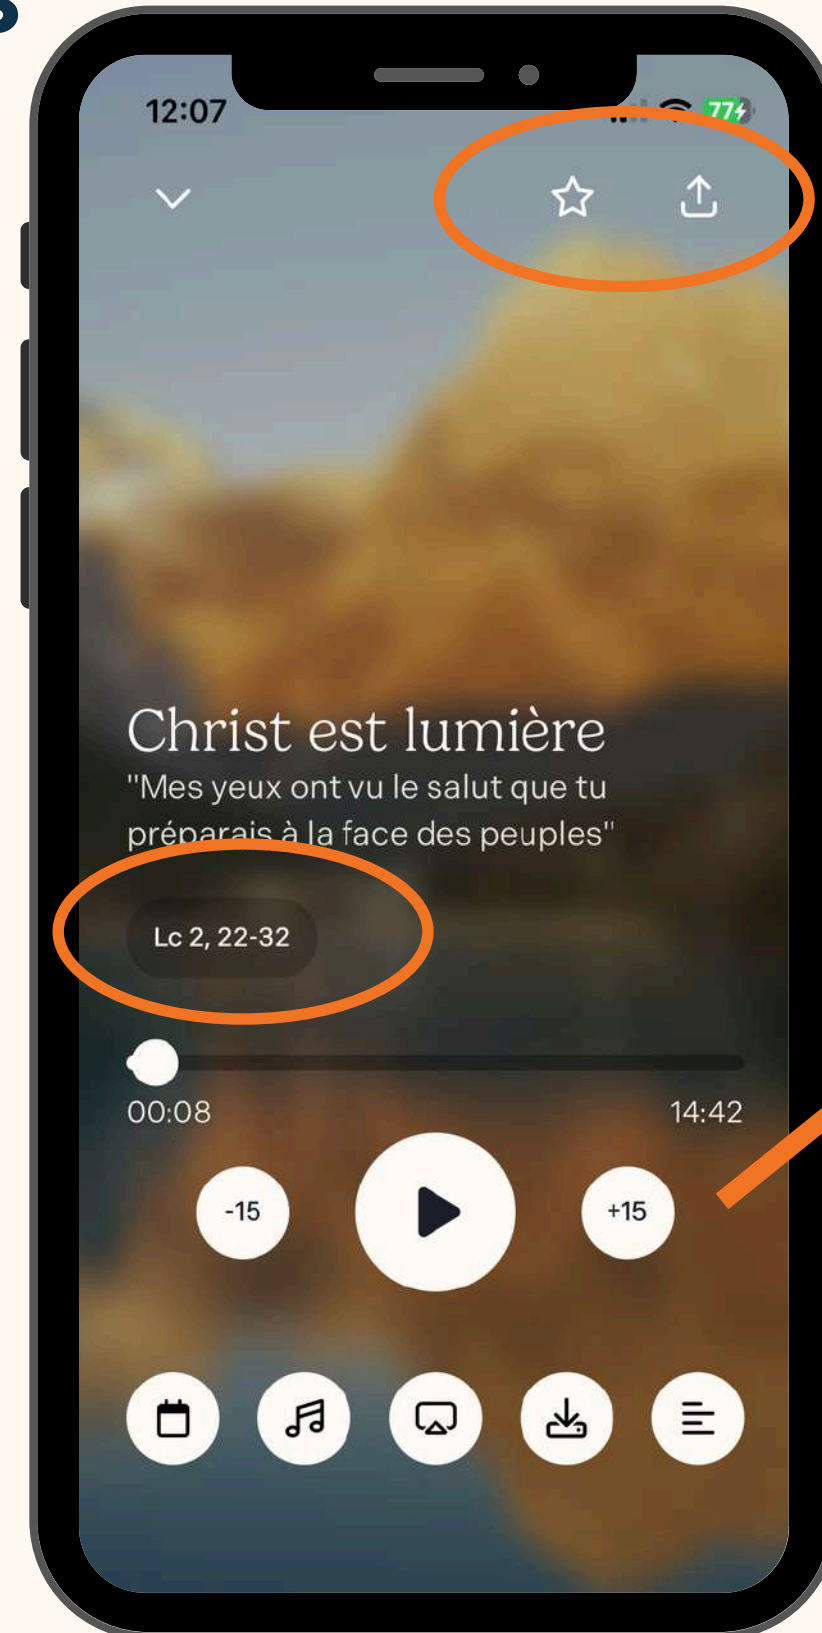 12:07
77
Christ est lumière
"Mes yeux ont vu le salut que tu
préparais à la face des peuples"
Lc 2, 22-32
00:08 14:42
-15 +15